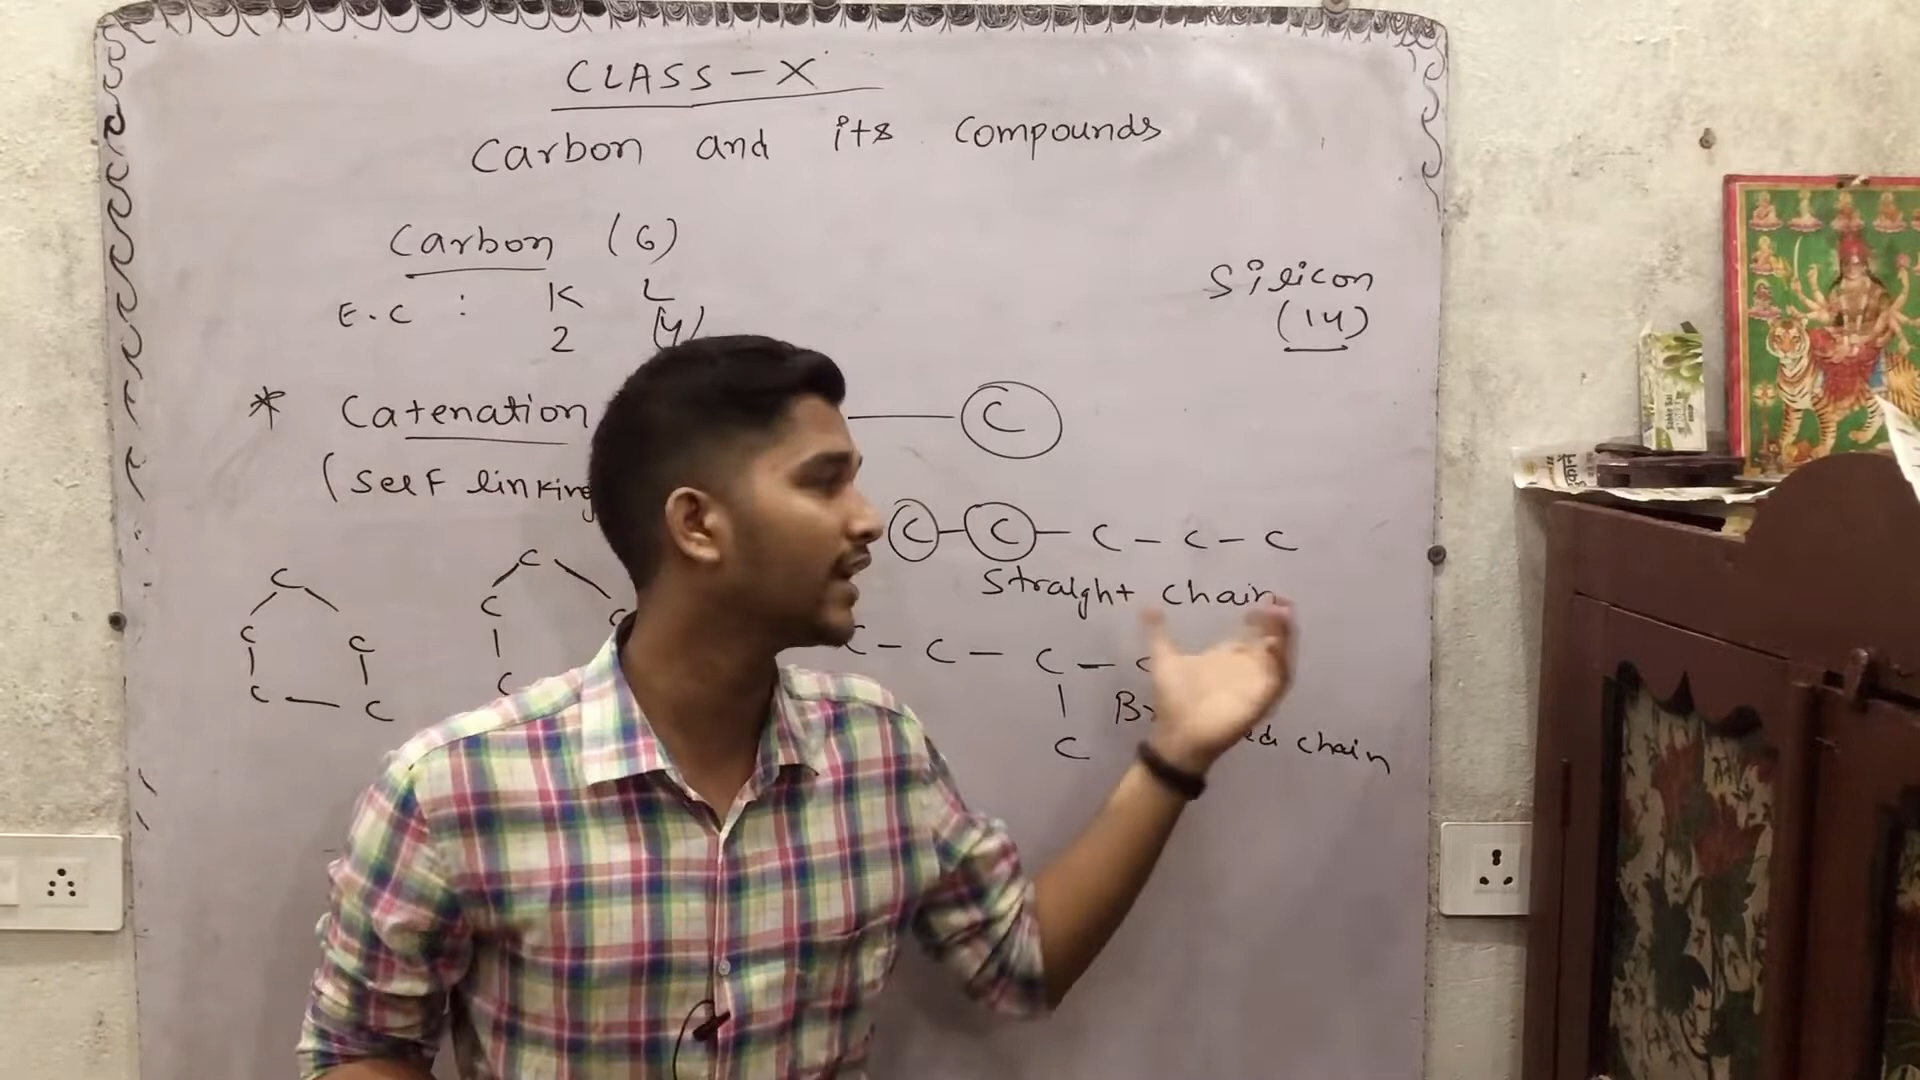 CLASS - X
Carbon and its compounds
Carbon (6)
Silicon
(14)
E.C : K L
2 (4)
* Catenation — C
(self linking
C - C - C - C - C
Straight chain
C - C - C - C
C
chain
C
C C
C C
C
C
C